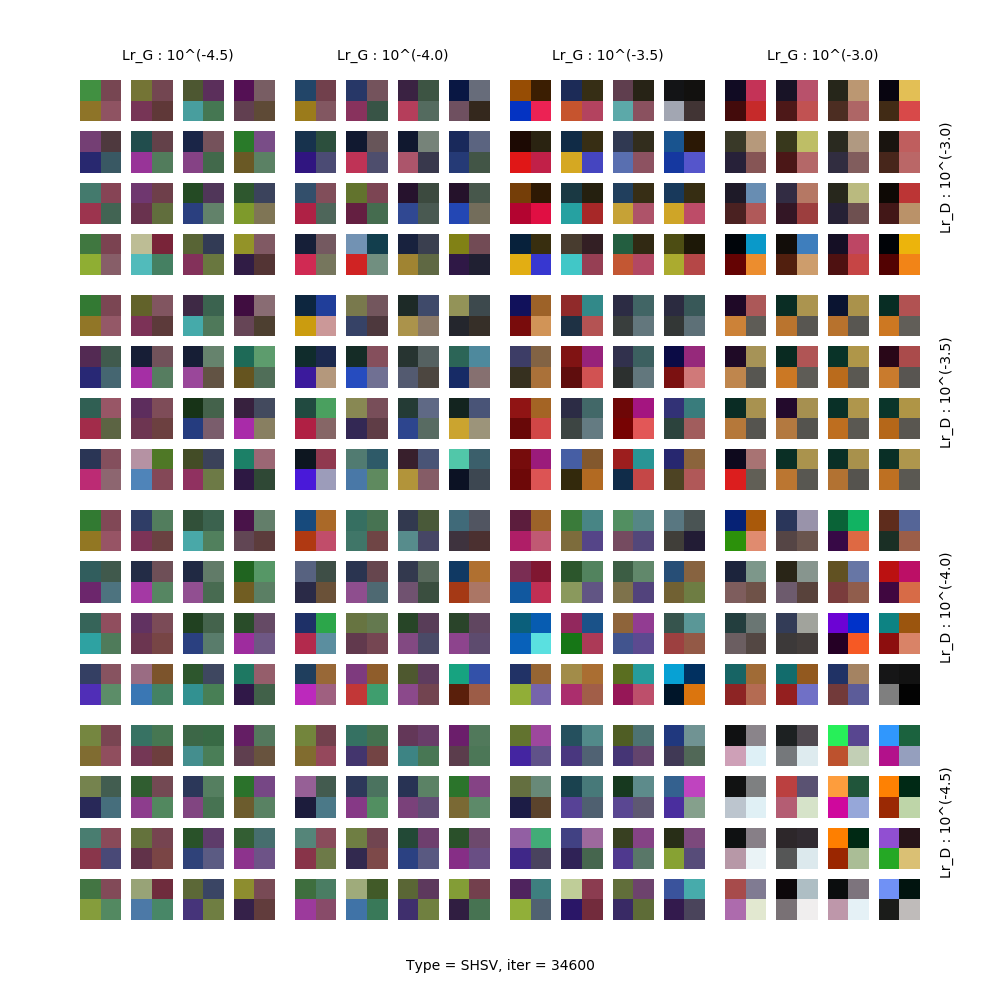 Lr_G : 10^(-4.5)
Lr_G : 10^(-4.0)
Lr_G : 10^(-3.5)
Lr_G : 10^(-3.0)
Lr_D : 10^(-3.0)
Lr_D : 10^(-3.5)
Lr_D : 10^(-4.0)
Lr_D : 10^(-4.5)
Type = SHSV, iter = 34600